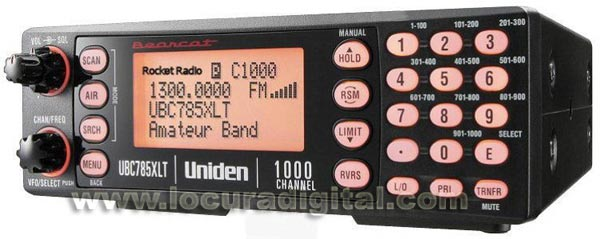 VOL SQL
Bearcat
SCAN
AIR
SRCH
MENU
MODE
BACK
CHAN/FREQ
VFO/SELECT PUSH
Rocket Radio P C1000
1300.0000 FM
UBC785XLT
Amateur Band
UBC785XLT Uniden 1000
CHANNEL
MANUAL
HOLD
RSM
LIMIT
RVRS
1-100 101-200 201-300
1 2 3
301-400 401-500 501-600
4 5 6
601-700 701-800 801-900
7 8 9
901-1000 SELECT
. 0 E
L/O PRI TRNFR
MUTE
www.locuradigital.com